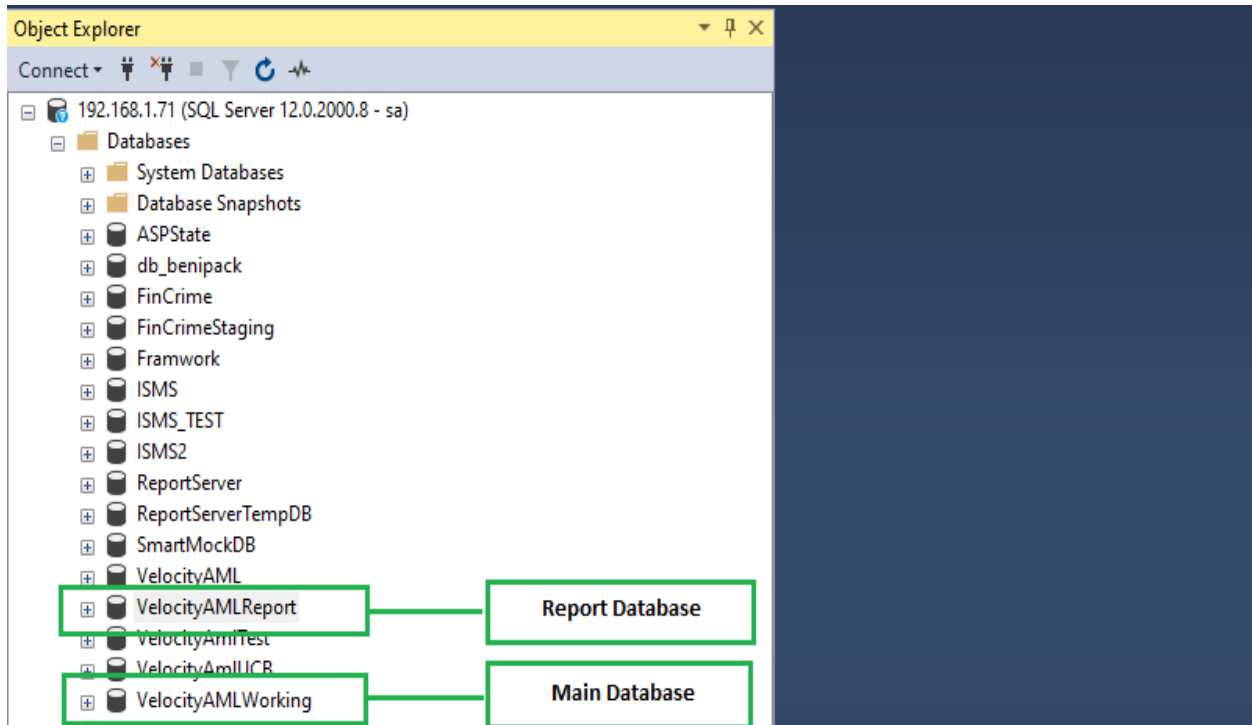 Object Explorer
Connect
192.168.1.71 (SQL Server 12.0.2000.8 - sa)
Databases
System Databases
Database Snapshots
ASPState
db_benipack
FinCrime
FinCrimeStaging
Framwork
ISMS
ISMS_TEST
ISMS2
ReportServer
ReportServerTempDB
SmartMockDB
VelocityAML
VelocityAMLReport
Report Database
VelocityAmlTest
VelocityAmlUCB
VelocityAMLWorking
Main Database